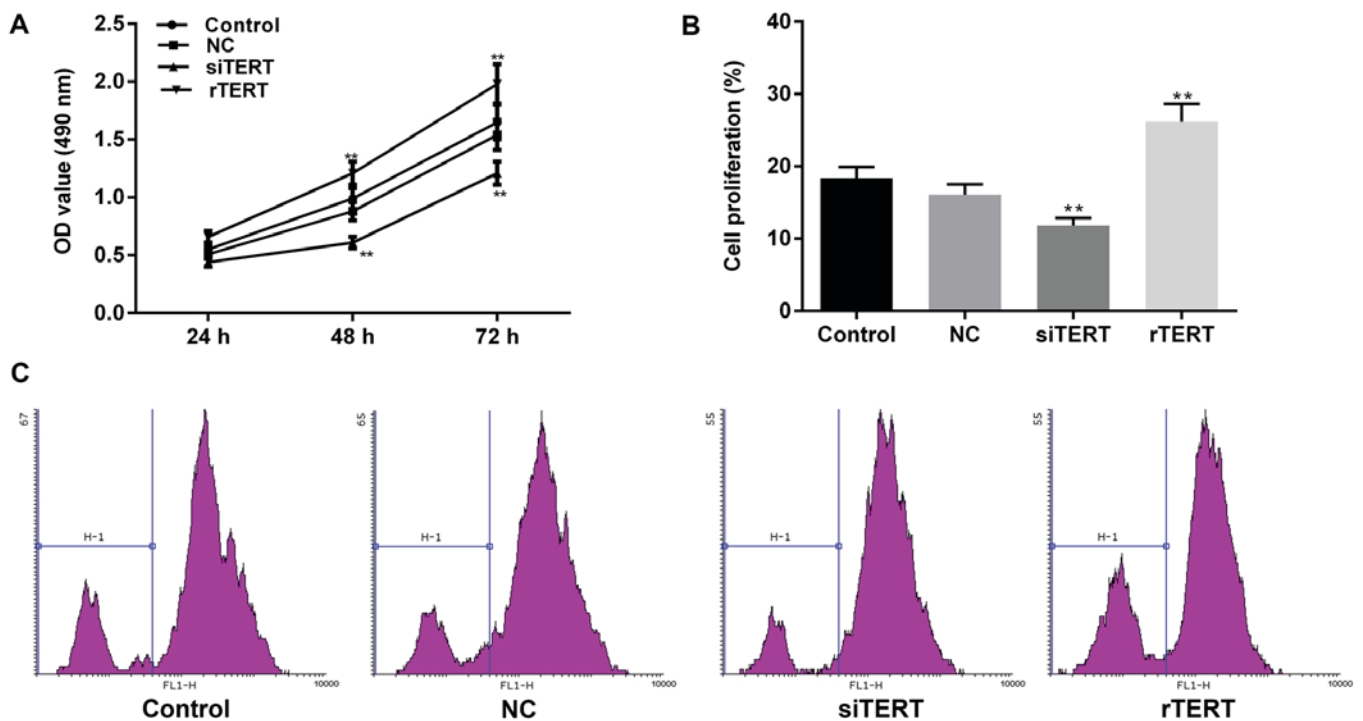 A
OD value (490 nm)
2.5
2.0
1.5
1.0
0.5
0.0
Control
NC
siTERT
rTERT
**
**
**
**
24 h
48 h
72 h
B
Cell proliferation (%)
40
30
20
10
0
**
**
Control
NC
siTERT
rTERT
C
67
H-1
FL1-H
10000
Control
65
H-1
FL1-H
10000
NC
55
H-1
FL1-H
10000
siTERT
55
H-1
FL1-H
10000
rTERT